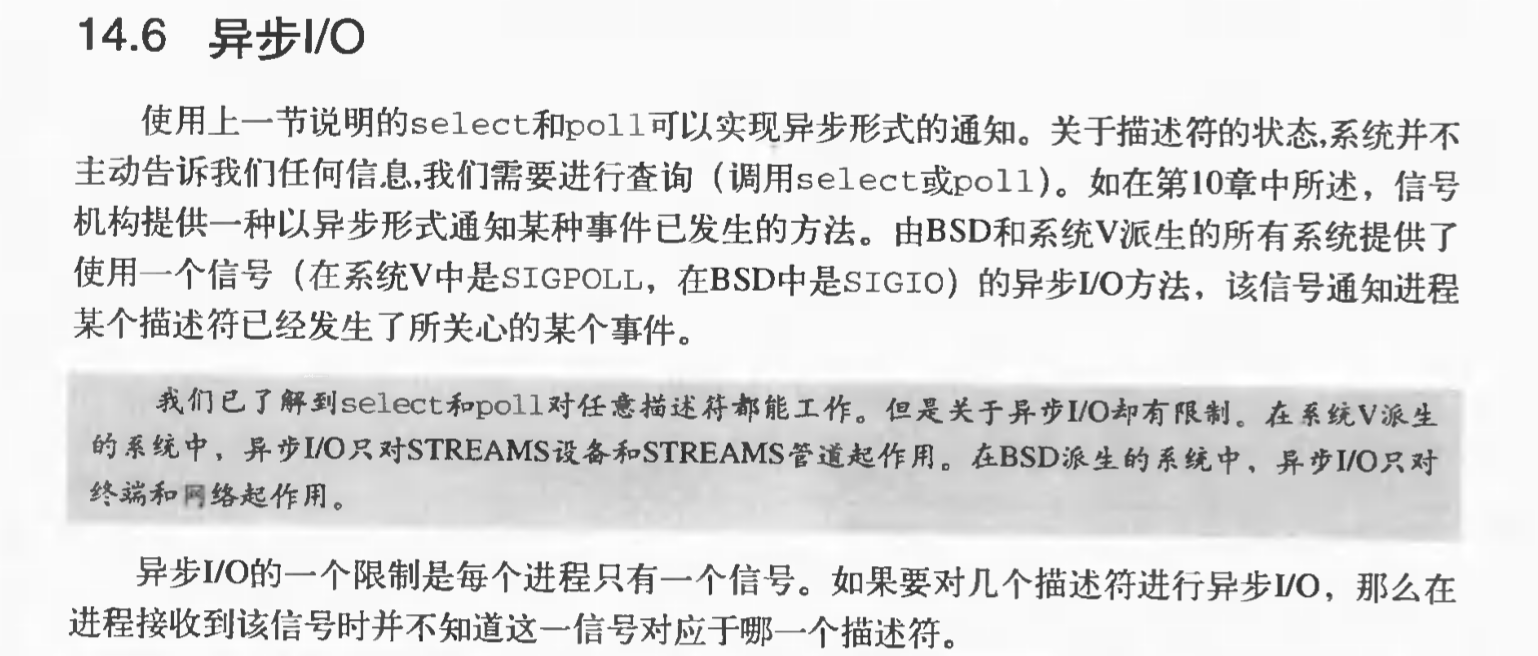 14.6 异步I/O
使用上一节说明的select和poll可以实现异步形式的通知。关于描述符的状态,系统并不
主动告诉我们任何信息,我们需要进行查询（调用select或poll）。如在第10章中所述，信号
机构提供一种以异步形式通知某种事件已发生的方法。由BSD和系统V派生的所有系统提供了
使用一个信号（在系统V中是SIGPOLL，在BSD中是SIGIO）的异步I/O方法，该信号通知进程
某个描述符已经发生了所关心的某个事件。
我们已了解到select和poll对任意描述符都能工作。但是关于异步I/O却有限制。在系统V派生
的系统中，异步I/O只对STREAMS设备和STREAMS管道起作用。在BSD派生的系统中，异步I/O只对
终端和网络起作用。
异步I/O的一个限制是每个进程只有一个信号。如果要对几个描述符进行异步I/O，那么在
进程接收到该信号时并不知道这一信号对应于哪一个描述符。